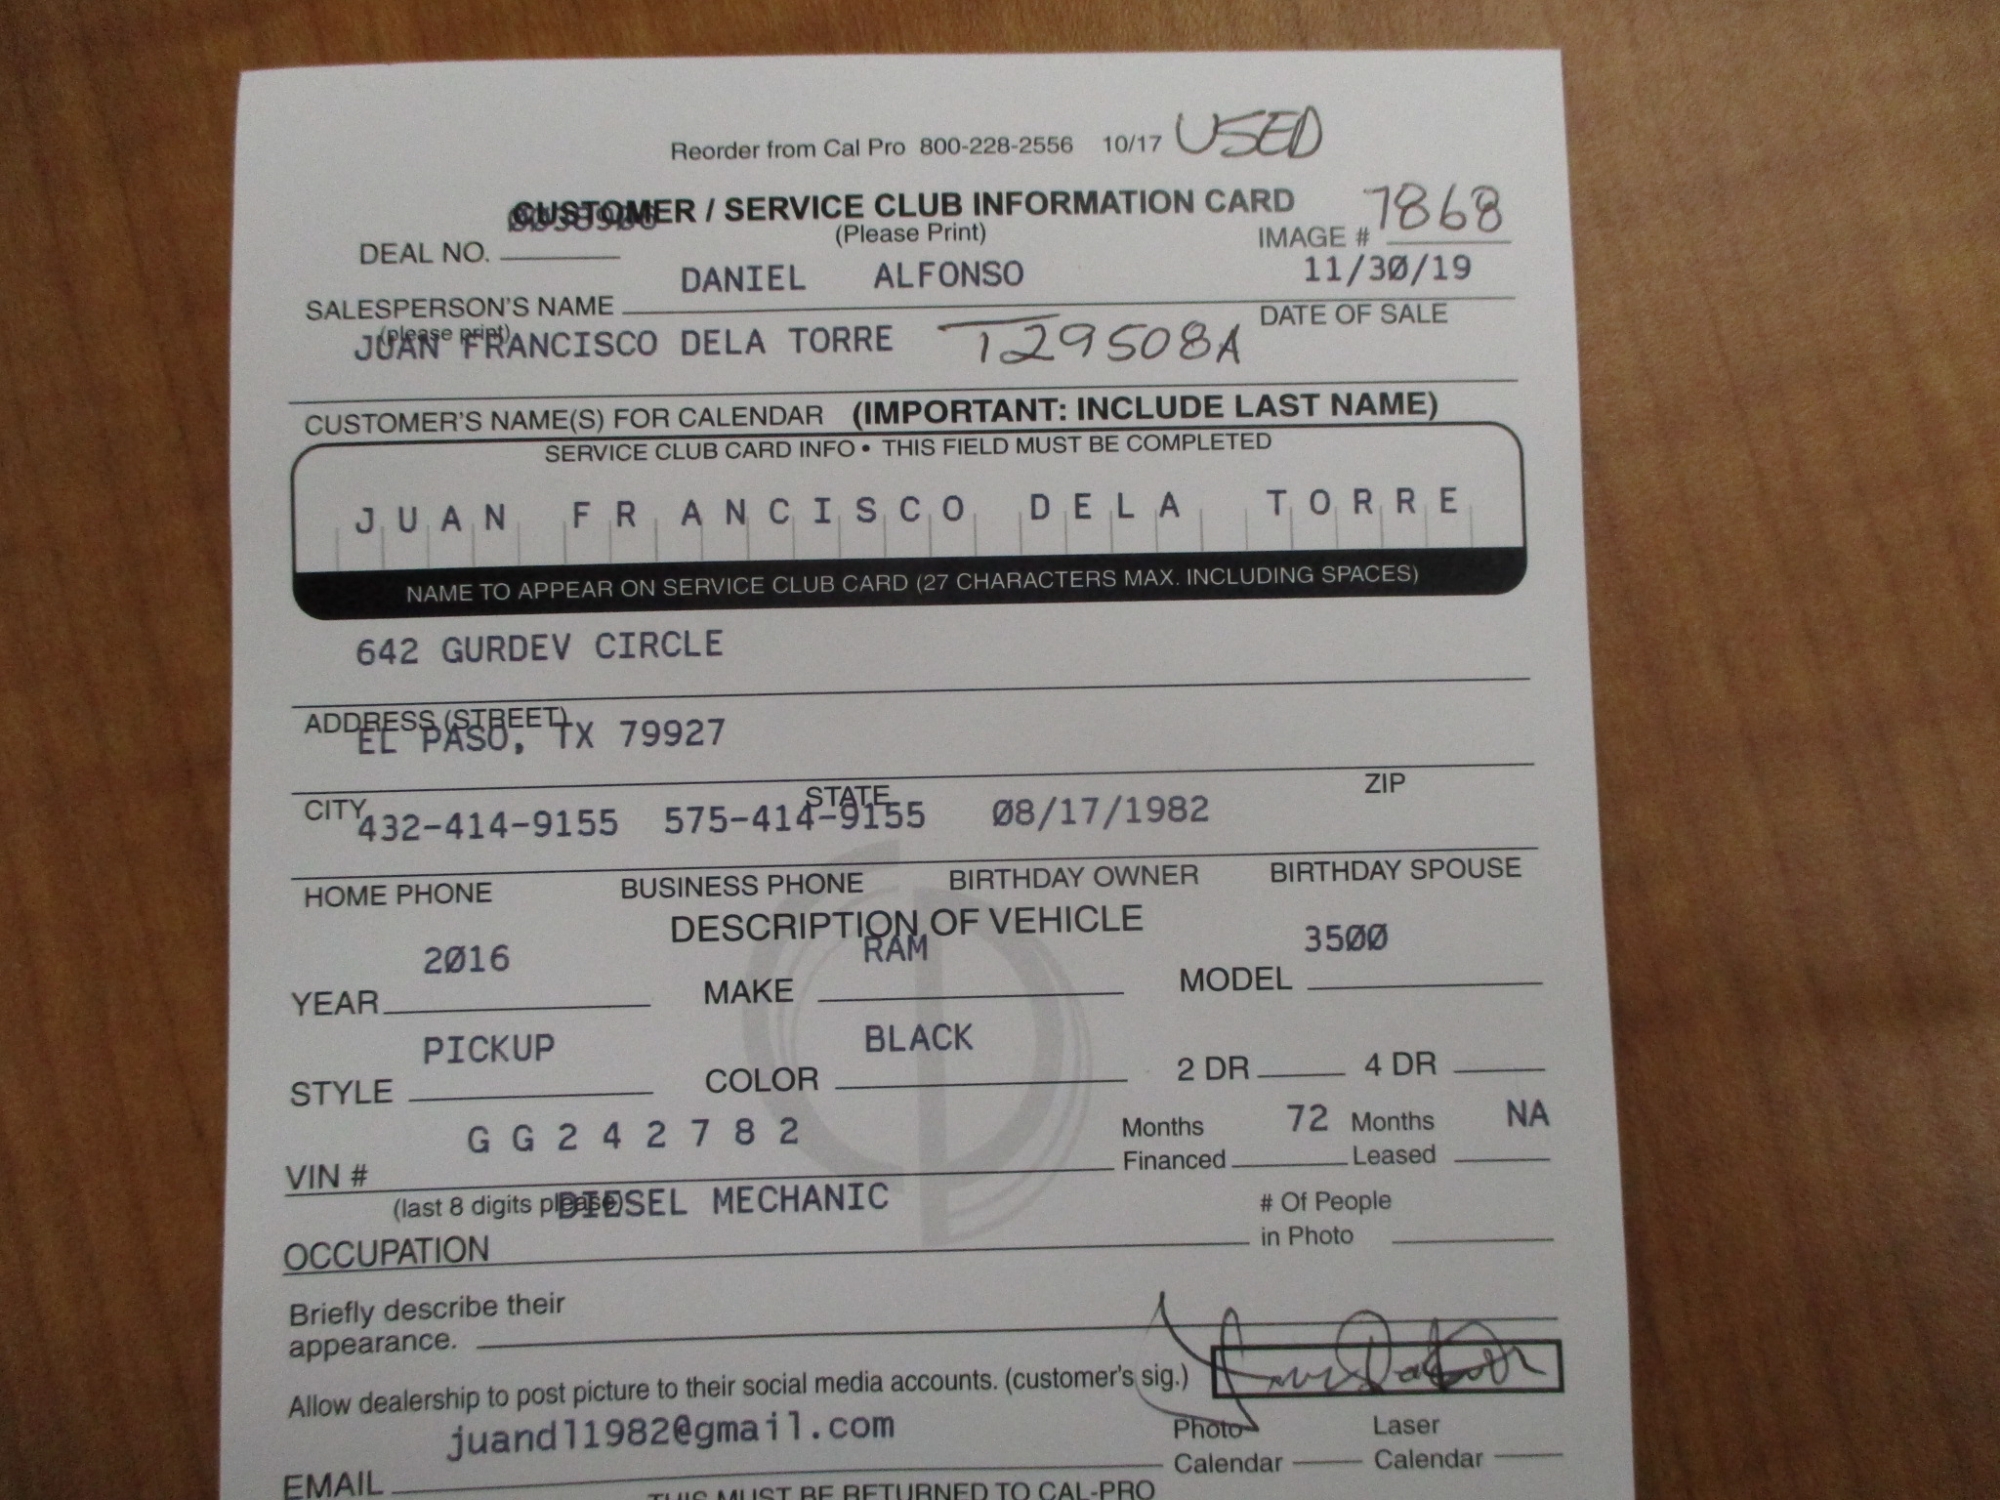 Reorder from Cal Pro 800-228-2556 10/17 USED
CUSTOMER / SERVICE CLUB INFORMATION CARD
(Please Print)
DEAL NO. IMAGE # 7868
DANIEL ALFONSO 11/30/19
SALESPERSON'S NAME DATE OF SALE
(please print)
JUAN FRANCISCO DELA TORRE T29508A
CUSTOMER'S NAME(S) FOR CALENDAR (IMPORTANT: INCLUDE LAST NAME)
SERVICE CLUB CARD INFO • THIS FIELD MUST BE COMPLETED
JUAN FRANCISCO DELA TORRE
NAME TO APPEAR ON SERVICE CLUB CARD (27 CHARACTERS MAX. INCLUDING SPACES)
642 GURDEV CIRCLE
ADDRESS (STREET)
EL PASO, TX 79927
CITY STATE ZIP
432-414-9155 575-414-9155 08/17/1982
HOME PHONE BUSINESS PHONE BIRTHDAY OWNER BIRTHDAY SPOUSE
DESCRIPTION OF VEHICLE
2016 RAM 3500
YEAR MAKE MODEL
PICKUP BLACK
STYLE COLOR 2 DR 4 DR
GG242782 Months 72 Months NA
VIN # Financed Leased
(last 8 digits please) DIESEL MECHANIC # Of People
OCCUPATION in Photo
Briefly describe their
appearance.
Allow dealership to post picture to their social media accounts. (customer's sig.)
juandl1982@gmail.com Photo Laser
EMAIL Calendar Calendar
THIS MUST BE RETURNED TO CAL-PRO